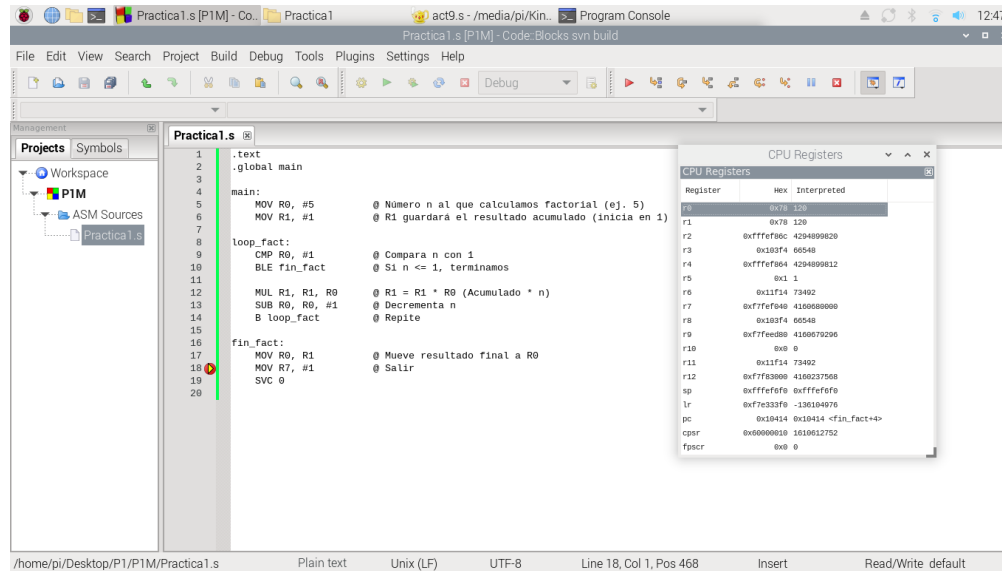 Practica1.s [P1M] - Co.. Practica1 act9.s - /media/pi/Kin.. Program Console 12:47
Practica1.s [P1M] - Code::Blocks svn build
File Edit View Search Project Build Debug Tools Plugins Settings Help
Debug
Management
Projects Symbols
Workspace
P1M
ASM Sources
Practica1.s
Practica1.s
1 .text
2 .global main
3
4 main:
5 MOV R0, #5 @ Número n al que calculamos factorial (ej. 5)
6 MOV R1, #1 @ R1 guardará el resultado acumulado (inicia en 1)
7
8 loop_fact:
9 CMP R0, #1 @ Compara n con 1
10 BLE fin_fact @ Si n <= 1, terminamos
11
12 MUL R1, R1, R0 @ R1 = R1 * R0 (Acumulado * n)
13 SUB R0, R0, #1 @ Decrementa n
14 B loop_fact @ Repite
15
16 fin_fact:
17 MOV R0, R1 @ Mueve resultado final a R0
18 MOV R7, #1 @ Salir
19 SVC 0
20
CPU Registers
CPU Registers
Register Hex Interpreted
r0 0x78 120
r1 0x78 120
r2 0xfffef86c 4294899820
r3 0x103f4 66548
r4 0xfffef864 4294899812
r5 0x1 1
r6 0x11f14 73492
r7 0xf7fef040 4160680000
r8 0x103f4 66548
r9 0xf7feed80 4160679296
r10 0x0 0
r11 0x11f14 73492
r12 0xf7f83000 4160237568
sp 0xfffef6f0 0xfffef6f0
lr 0xf7e333f0 -136104976
pc 0x10414 0x10414 <fin_fact+4>
cpsr 0x60000010 1610612752
fpscr 0x0 0
/home/pi/Desktop/P1/P1M/Practica1.s Plain text Unix (LF) UTF-8 Line 18, Col 1, Pos 468 Insert Read/Write default